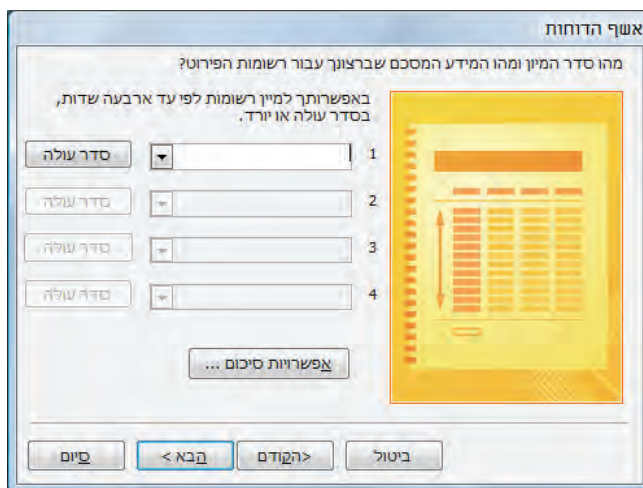 אשף הדוחות
מהו סדר המיון ומהו המידע המסכם שברצונך עבור רשומות הפירוט?
באפשרותך למיין רשומות לפי עד ארבעה שדות,
בסדר עולה או יורד.
1 סדר עולה
2 סדר עולה
3 סדר עולה
4 סדר עולה
אפשרויות סיכום ...
ביטול <הקודם הבא > סיום